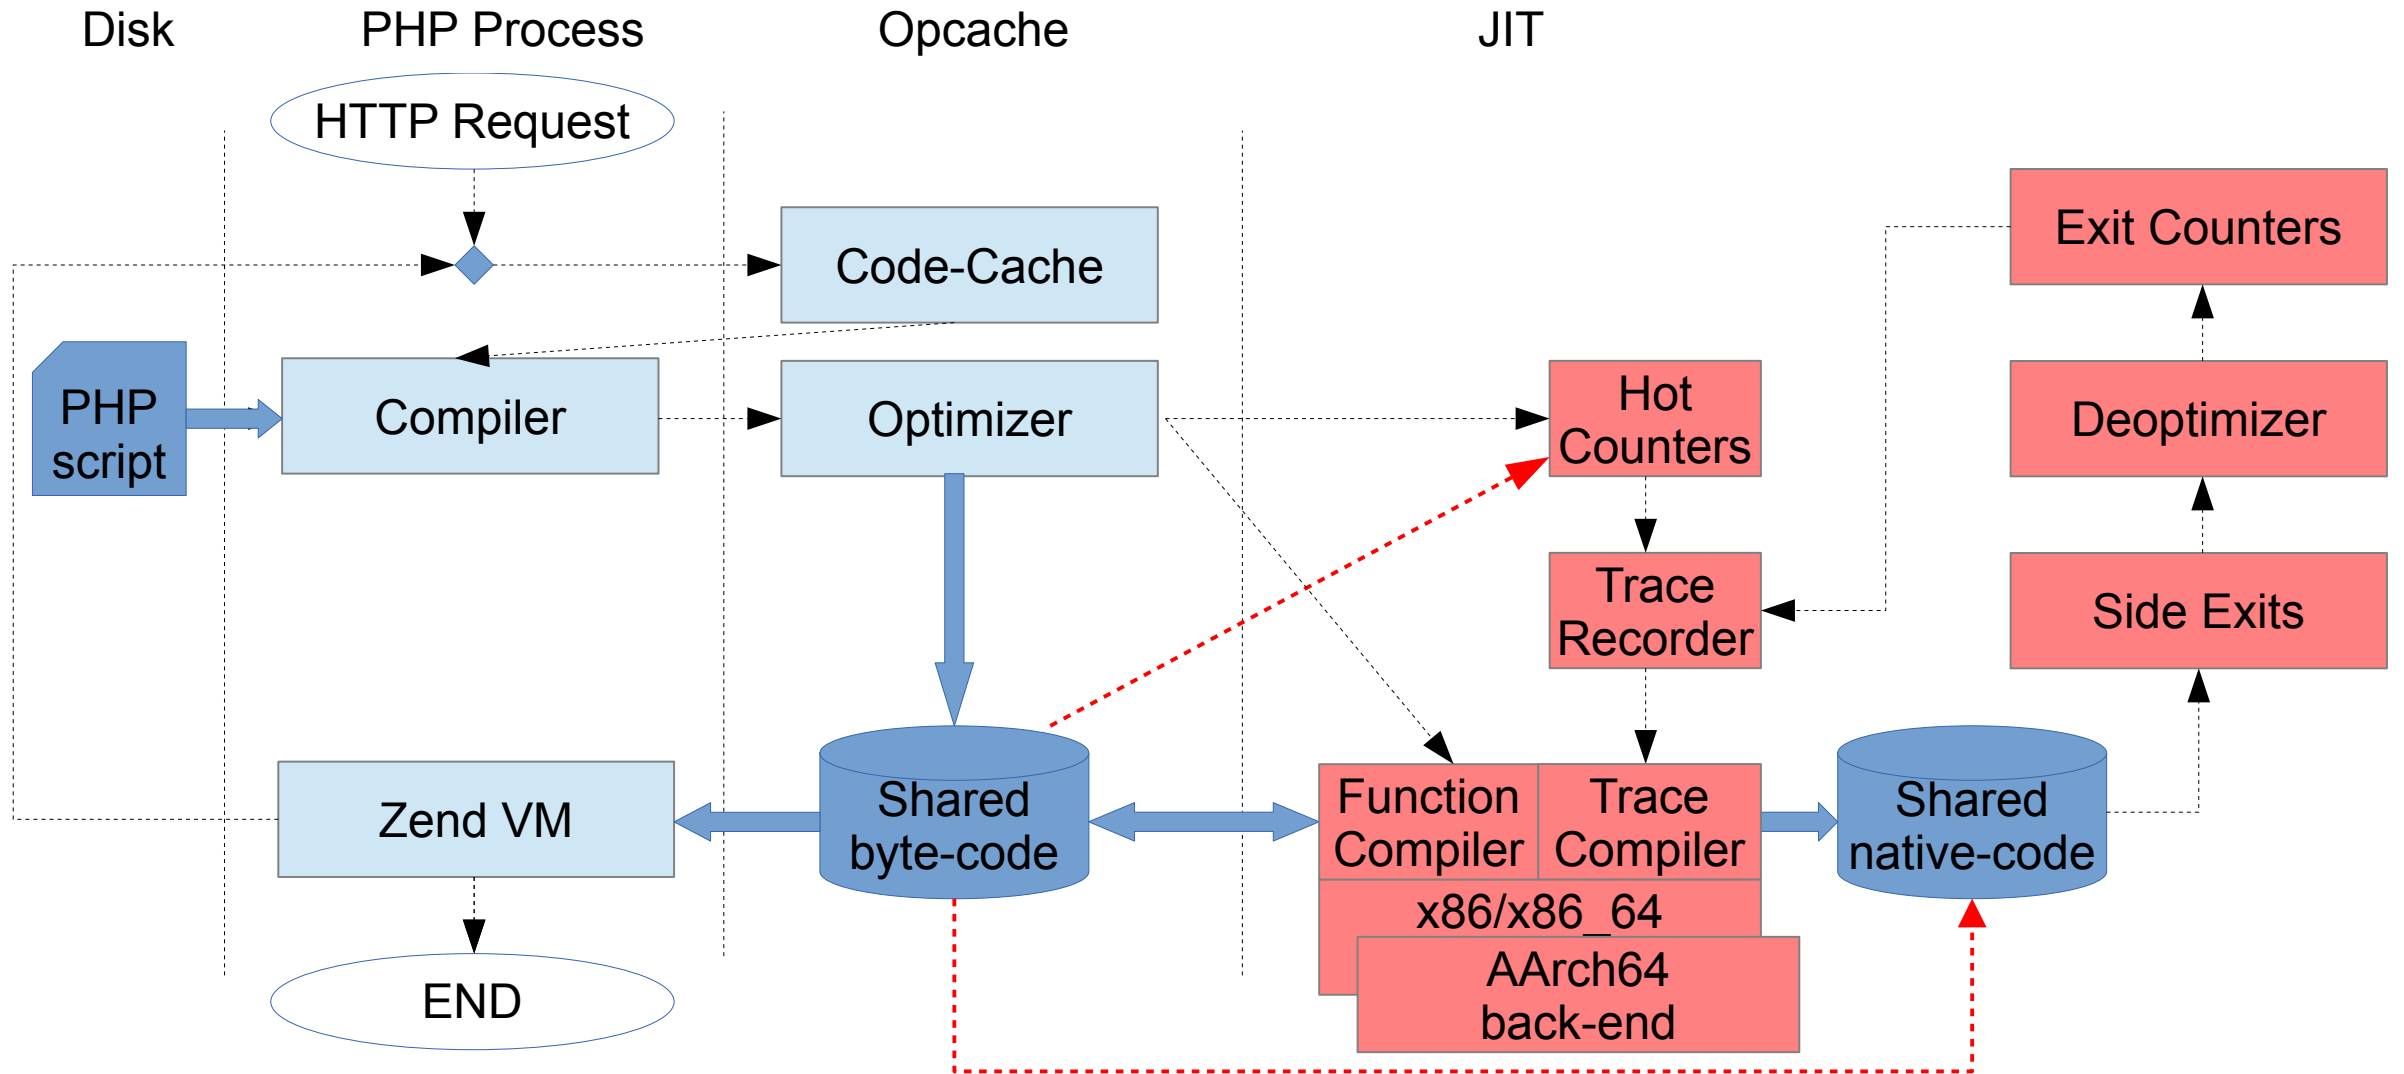 Disk
PHP Process
Opcache
JIT
HTTP Request
Code-Cache
Exit Counters
PHP
script
Compiler
Optimizer
Hot
Counters
Deoptimizer
Trace
Recorder
Side Exits
Zend VM
Shared
byte-code
Function
Compiler
Trace
Compiler
Shared
native-code
x86/x86_64
AArch64
back-end
END